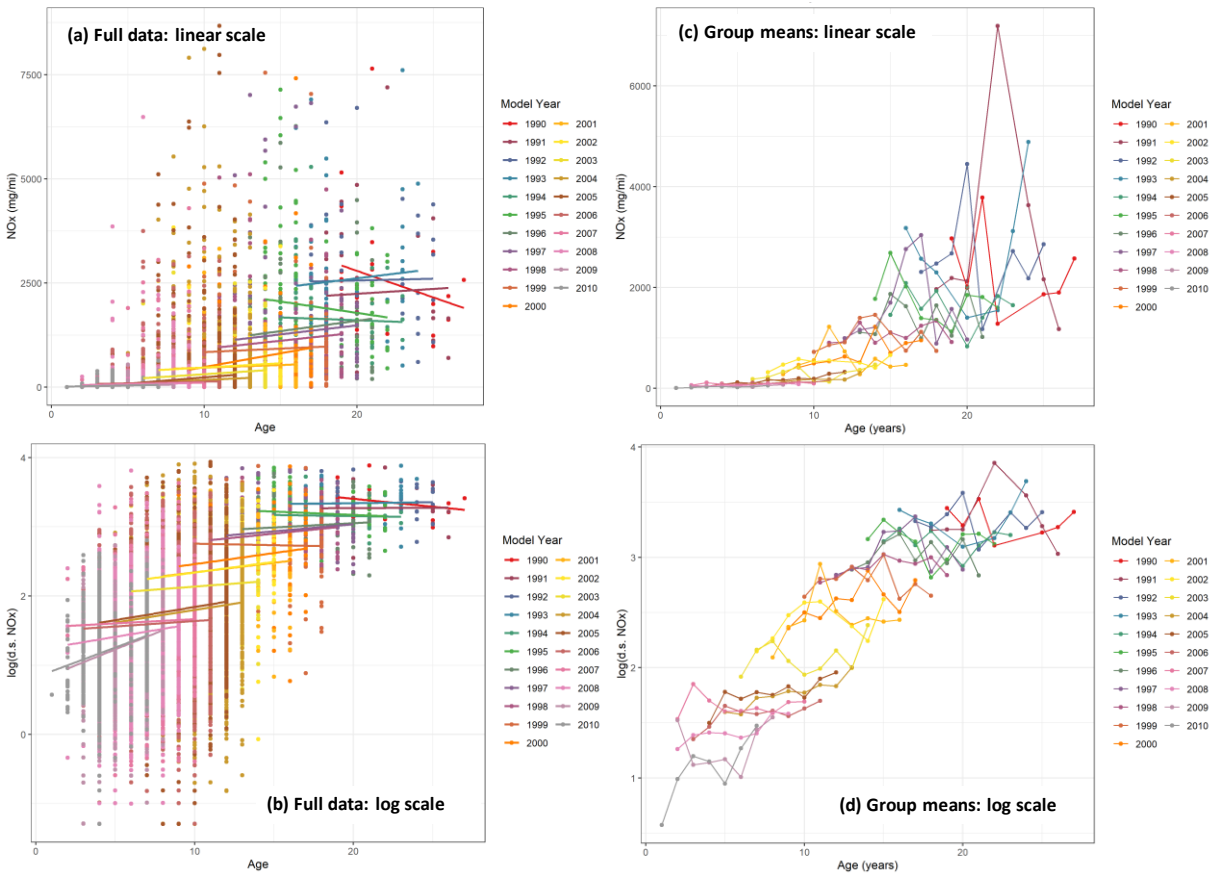 (a) Full data: linear scale
NOx (mg/mi)
7500
5000
2500
0
0 10 20
Age
Model Year
1990 2001
1991 2002
1992 2003
1993 2004
1994 2005
1995 2006
1996 2007
1997 2008
1998 2009
1999 2010
2000
(c) Group means: linear scale
NOx (mg/mi)
6000
4000
2000
0
0 10 20
Age (years)
Model Year
1990 2001
1991 2002
1992 2003
1993 2004
1994 2005
1995 2006
1996 2007
1997 2008
1998 2009
1999 2010
2000
(b) Full data: log scale
log(d.s. NOx)
4
2
0
0 10 20
Age
Model Year
1990 2001
1991 2002
1992 2003
1993 2004
1994 2005
1995 2006
1996 2007
1997 2008
1998 2009
1999 2010
2000
(d) Group means: log scale
log(d.s. NOx)
4
3
2
1
0 10 20
Age (years)
Model Year
1990 2001
1991 2002
1992 2003
1993 2004
1994 2005
1995 2006
1996 2007
1997 2008
1998 2009
1999 2010
2000